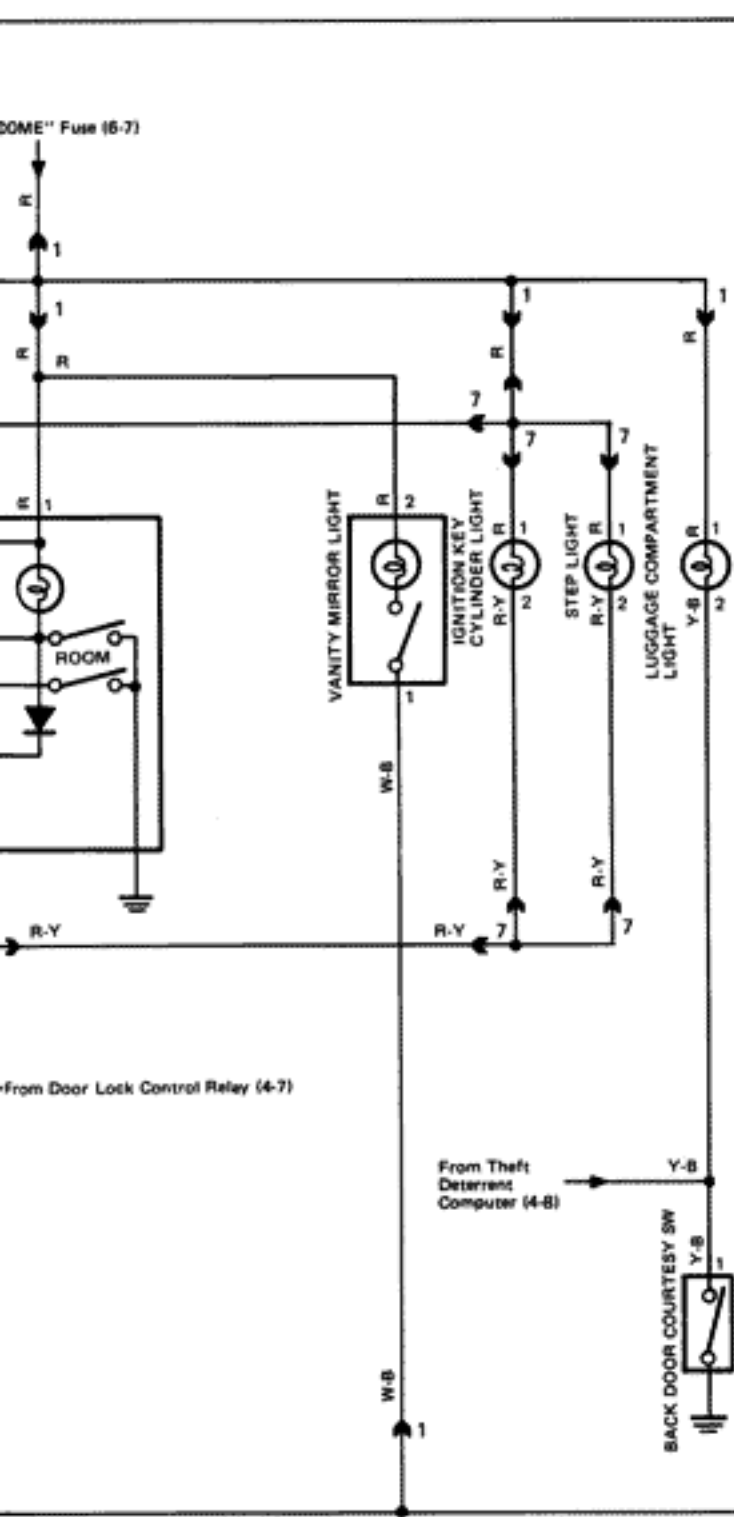 DOME" Fuse (6-7)
R
1
1
1
1
R
R
R
R
7
7
7
R
1
R
2
R
1
R
1
R
1
VANITY MIRROR LIGHT
IGNITION KEY
CYLINDER LIGHT
STEP LIGHT
LUGGAGE COMPARTMENT
LIGHT
R-Y
2
R-Y
2
Y-B
2
ROOM
1
W-B
R-Y
R-Y
R-Y
R-Y
7
7
From Door Lock Control Relay (4-7)
From Theft
Deterrent
Computer (4-8)
Y-B
Y-B
1
BACK DOOR COURTESY SW
W-B
1